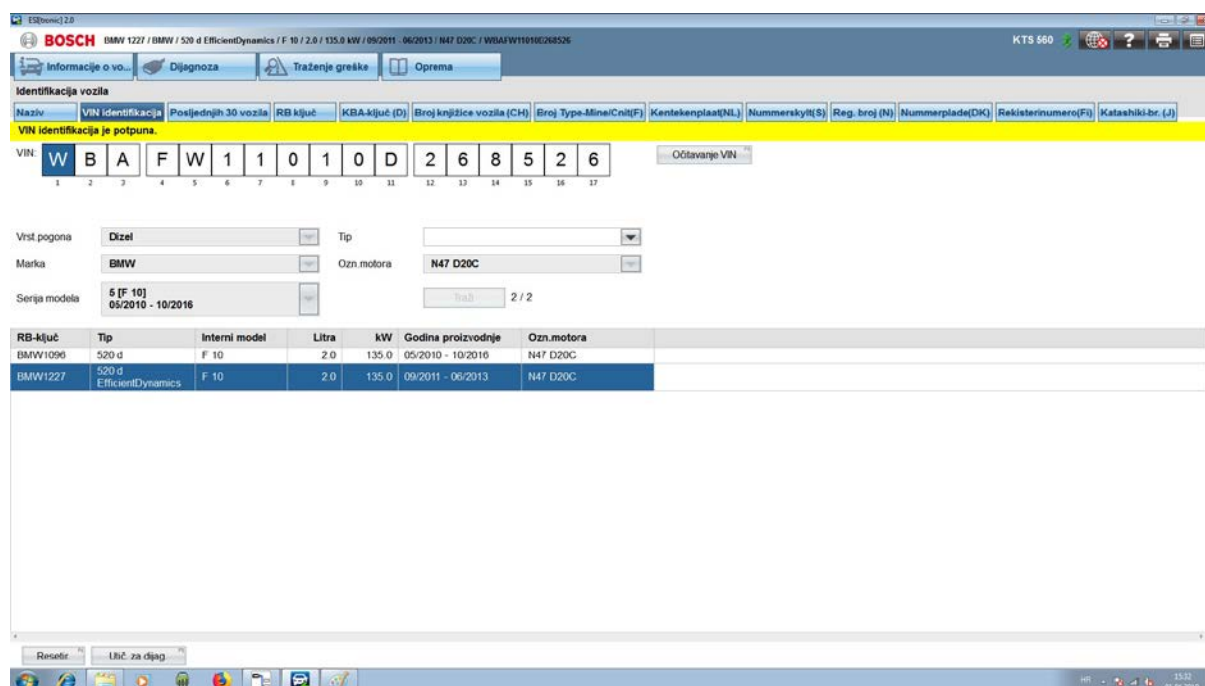 ESI[tronic] 2.0
BOSCH BMW 1227 / BMW / 520 d EfficientDynamics / F 10 / 2.0 / 135.0 kW / 09/2011 - 06/2013 / N47 D20C / WBAFW11010D268526 KTS 560 ?
Informacije o vo... Dijagnoza Traženje greške Oprema
Identifikacija vozila
Naziv VIN identifikacija Posljednjih 30 vozila RB ključ KBA-ključ (D) Broj knjižice vozila (CH) Broj Type-Mine/Cnit(F) Kentekenplaat(NL) Nummerskylt(S) Reg. broj (N) Nummerplade(DK) Rekisterinumero(Fi) Katashiki-br. (J)
VIN identifikacija je potpuna.
VIN: W B A F W 1 1 0 1 0 D 2 6 8 5 2 6 Očitavanje VIN
1 2 3 4 5 6 7 8 9 10 11 12 13 14 15 16 17
Vrst.pogona Dizel Tip
Marka BMW Ozn.motora N47 D20C
Serija modela 5 [F 10]
05/2010 - 10/2016
Traži 2 / 2
RB-ključ Tip Interni model Litra kW Godina proizvodnje Ozn.motora
BMW1096 520 d F 10 2.0 135.0 05/2010 - 10/2016 N47 D20C
BMW1227 520 d EfficientDynamics F 10 2.0 135.0 09/2011 - 06/2013 N47 D20C
Resetir. Utič. za dijag.
HR 15:32